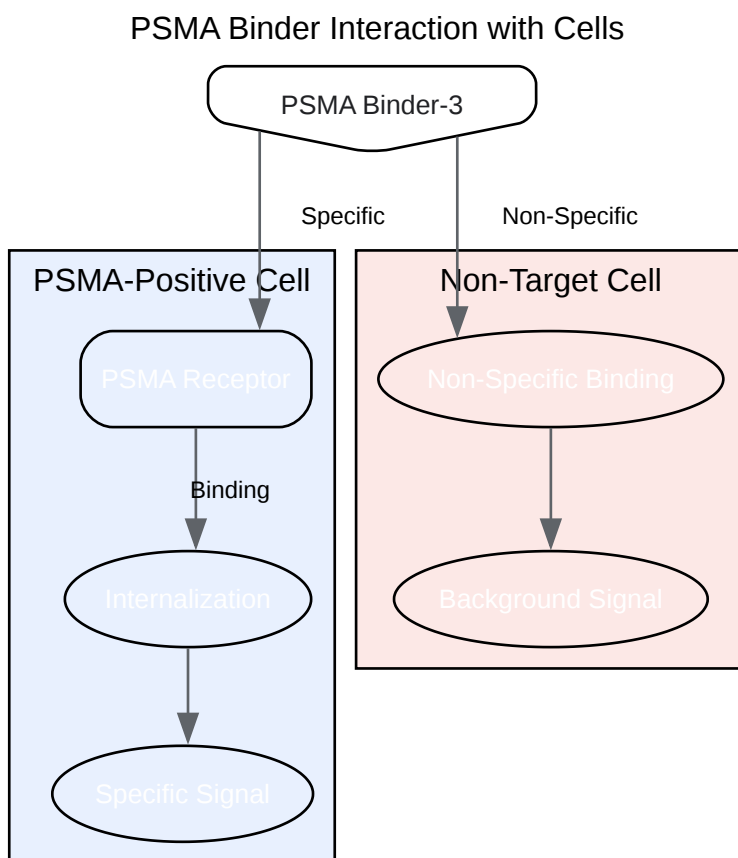 PSMA Binder Interaction with Cells
PSMA Binder-3
Specific
Non-Specific
PSMA-Positive Cell
Non-Target Cell
PSMA Receptor
Non-Specific Binding
Binding
Internalization
Background Signal
Specific Signal